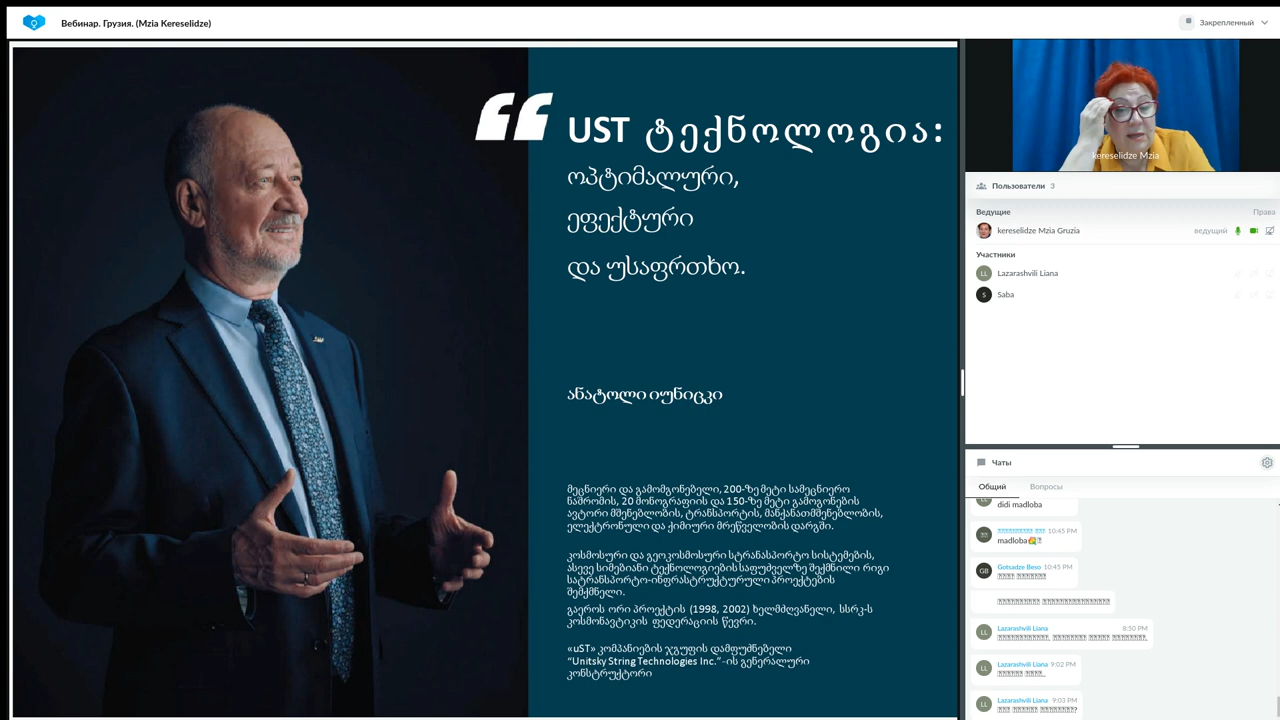 Вебинар. Грузия. (Mzia Kereselidze)
Закрепленный
UST ტექნოლოგია:
ოპტიმალური,
ეფექტური
და უსაფრთხო.
ანატოლი იუნიცკი
მეცნიერი და გამომგონებელი, 200-ზე მეტი სამეცნიერო
ნაშრომის, 20 მონოგრაფიის და 150-ზე მეტი გამოგონების
ავტორი მშენებლობის, ტრანსპორტის, მანქანათმშენებლობის,
ელექტრონული და ქიმიური მრეწველობის დარგში.
კოსმოსური და გეოკოსმოსური სტრანასპორტო სისტემების,
ასევე სიმებიანი ტექნოლოგიების საფუძველზე შექმნილი რიგი
სატრანსპორტო-ინფრასტრუქტურული პროექტების
შემქმნელი.
გაეროს ორი პროექტის (1998, 2002) ხელმძღვანელი, სსრკ-ს
კოსმონავტიკის ფედერაციის წევრი.
«uST» კომპანიების ჯგუფის დამფუძნებელი
“Unitsky String Technologies Inc.”-ის გენერალური
კონსტრუქტორი
kereselidze Mzia
Пользователи 3
Ведущие Права
kereselidze Mzia Gruzia ведущий
Участники
LL Lazarashvili Liana
S Saba
Чаты
Общий Вопросы
didi madloba
10:45 PM
madloba
GB Gotsadze Beso 10:45 PM
LL Lazarashvili Liana 8:50 PM
LL Lazarashvili Liana 9:02 PM
LL Lazarashvili Liana 9:03 PM